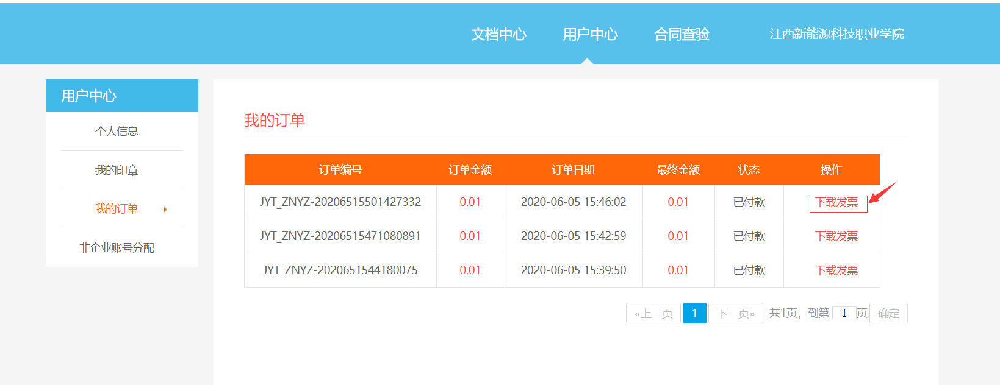 文档中心 用户中心 合同查验 江西新能源科技职业学院
用户中心
个人信息
我的印章
我的订单
非企业账号分配
我的订单
订单编号 订单金额 订单日期 最终金额 状态 操作
JYT_ZNYZ-20206515501427332 0.01 2020-06-05 15:46:02 0.01 已付款 下载发票
JYT_ZNYZ-20206515471080891 0.01 2020-06-05 15:42:59 0.01 已付款 下载发票
JYT_ZNYZ-2020651544180075 0.01 2020-06-05 15:39:50 0.01 已付款 下载发票
«上一页 1 下一页» 共1页，到第 1 页 确定